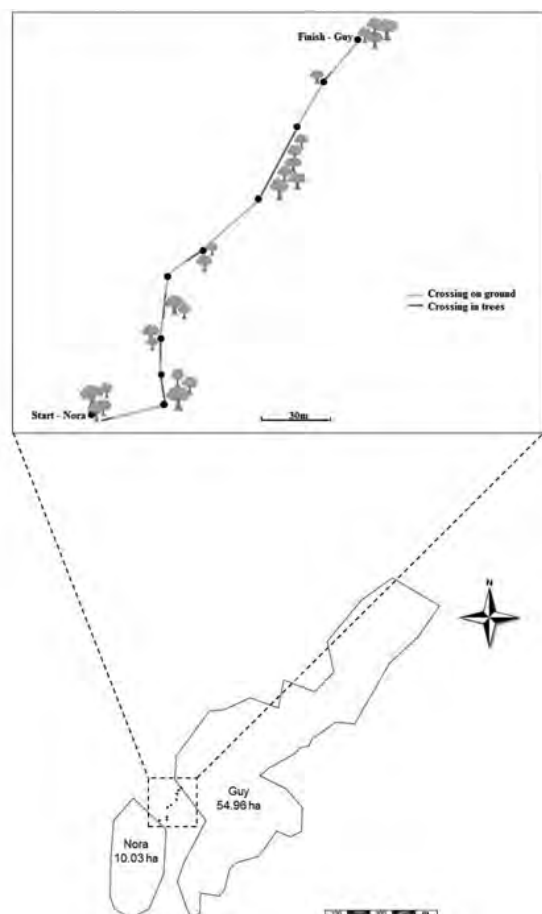 Finish - Guy
Crossing on ground
Crossing in trees
Start - Nora
30m
N
Guy
54.96 ha
Nora
10.03 ha